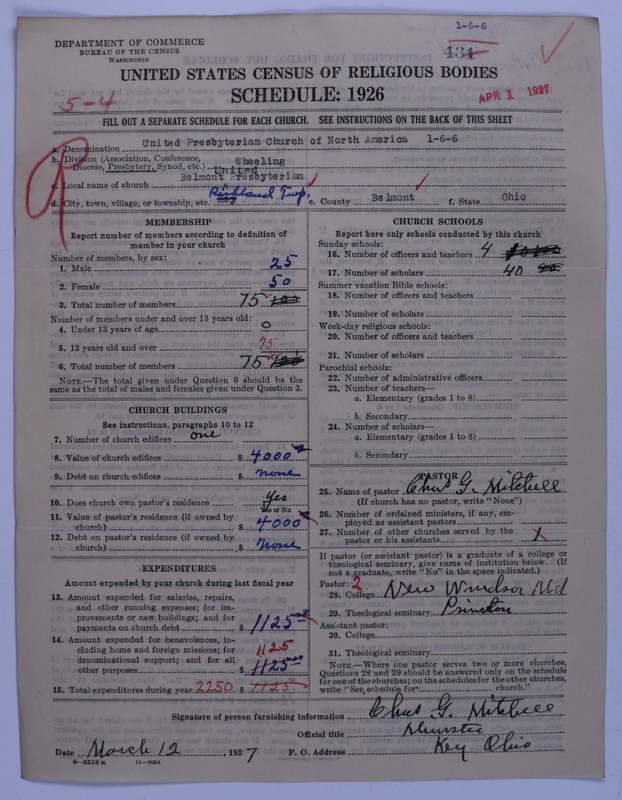 1-6-6
DEPARTMENT OF COMMERCE
BUREAU OF THE CENSUS
WASHINGTON
434
UNITED STATES CENSUS OF RELIGIOUS BODIES
SCHEDULE: 1926
5-4
APR 1 1927
FILL OUT A SEPARATE SCHEDULE FOR EACH CHURCH. SEE INSTRUCTIONS ON THE BACK OF THIS SHEET
R
a. Denomination United Presbyterian Church of North America 1-6-6
b. Division (Association, Conference, Diocese, Presbytery, Synod, etc.) Wheeling
c. Local name of church Belmont United Presbyterian
d. City, town, village, or township, etc. Richland Twp. e. County Belmont f. State Ohio
MEMBERSHIP
Report number of members according to definition of
member in your church
Number of members, by sex:
1. Male 25
2. Female 50
3. Total number of members 75 100
Number of members under and over 13 years old:
4. Under 13 years of age 0
5. 13 years old and over 75
6. Total number of members 75 100
NOTE.—The total given under Question 6 should be
same as the total of males and females given under Question 3.
CHURCH BUILDINGS
See instructions, paragraphs 10 to 12
7. Number of church edifices one
8. Value of church edifices $ 4000
9. Debt on church edifices $ none
10. Does church own pastor's residence Yes
Yes or No
11. Value of pastor's residence (if owned by
church) $ 4000
12. Debt on pastor's residence (if owned by
church) $ None
EXPENDITURES
Amount expended by your church during last fiscal year
13. Amount expended for salaries, repairs,
and other running expenses; for im-
provements or new buildings; and for
payments on church debt $ 1125
14. Amount expended for benevolences, in-
cluding home and foreign missions; for 1125
denominational support; and for all
other purposes $ 1125
15. Total expenditures during year 2250 $ 1125
CHURCH SCHOOLS
Report here only schools conducted by this church
Sunday schools:
16. Number of officers and teachers 4
17. Number of scholars 40
Summer vacation Bible schools:
18. Number of officers and teachers
19. Number of scholars
Week-day religious schools:
20. Number of officers and teachers
21. Number of scholars
Parochial schools:
22. Number of administrative officers
23. Number of teachers—
a. Elementary (grades 1 to 8)
b. Secondary
24. Number of scholars—
a. Elementary (grades 1 to 8)
b. Secondary
PASTOR
25. Name of pastor Chas G. Mitchell
(If church has no pastor, write "None")
26. Number of ordained ministers, if any, em-
ployed as assistant pastors
27. Number of other churches served by the
pastor or his assistants X
If pastor (or assistant pastor) is a graduate of a college or
theological seminary, give name of institution below. (If
not a graduate, write "No" in the space indicated.)
Pastor: 2
28. College New Windsor Md
29. Theological seminary Princeton
Assistant pastor:
30. College
31. Theological seminary
NOTE.—Where one pastor serves two or more churches,
Questions 28 and 29 should be answered only on the schedule
for one of the churches; on the schedules for the other churches,
write "See schedule for church."
Signature of person furnishing information Chas G. Mitchell
Official title Minister
Date March 12 1927 P. O. Address Key Ohio
8-5518a 11-9054